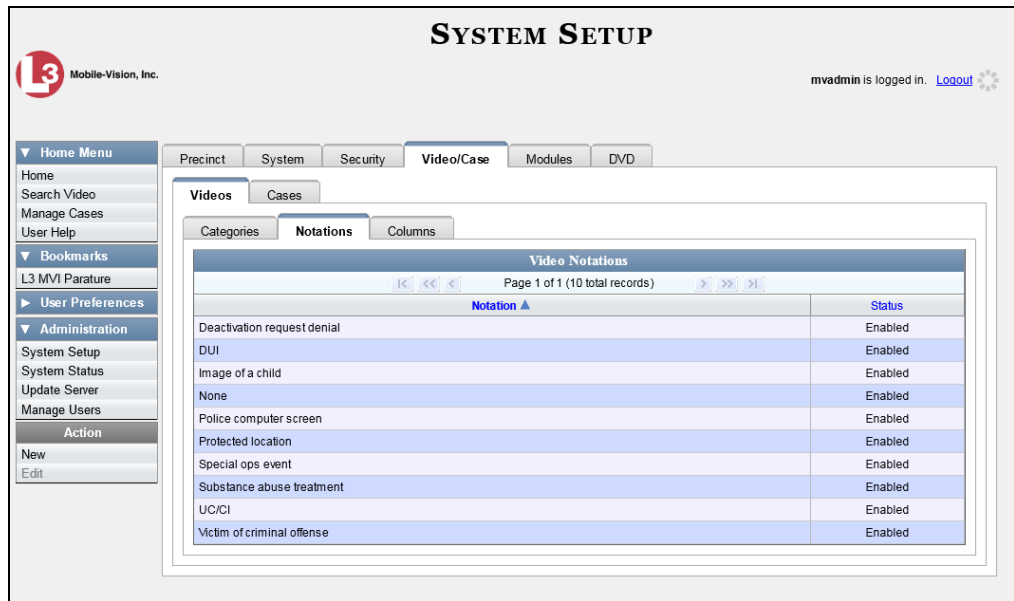 SYSTEM SETUP
L3 Mobile-Vision, Inc.
mvadmin is logged in. Logout
▼ Home Menu
Home
Search Video
Manage Cases
User Help
▼ Bookmarks
L3 MVI Parature
► User Preferences
▼ Administration
System Setup
System Status
Update Server
Manage Users
Action
New
Edit
Precinct System Security Video/Case Modules DVD
Videos Cases
Categories Notations Columns
Video Notations
|< << < Page 1 of 1 (10 total records) > >> >|
Notation ▲ Status
Deactivation request denial Enabled
DUI Enabled
Image of a child Enabled
None Enabled
Police computer screen Enabled
Protected location Enabled
Special ops event Enabled
Substance abuse treatment Enabled
UC/CI Enabled
Victim of criminal offense Enabled